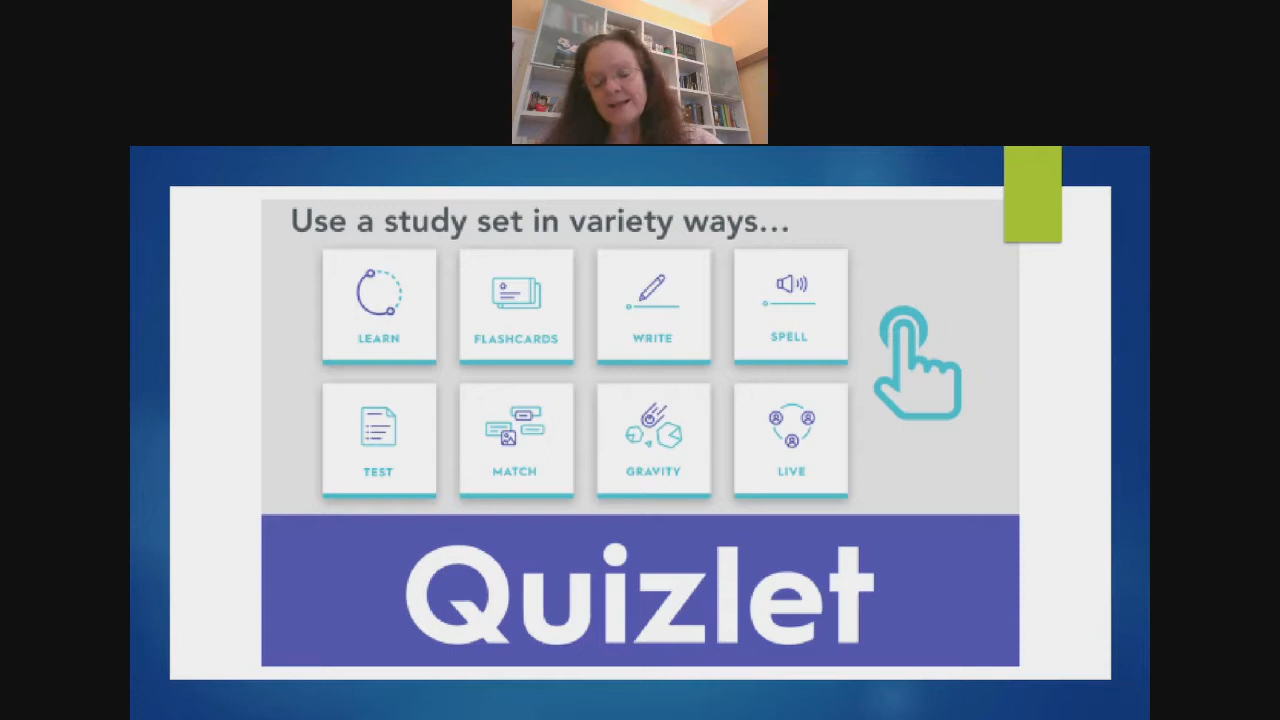 Use a study set in variety ways...
LEARN
FLASHCARDS
WRITE
SPELL
TEST
MATCH
GRAVITY
LIVE
Quizlet